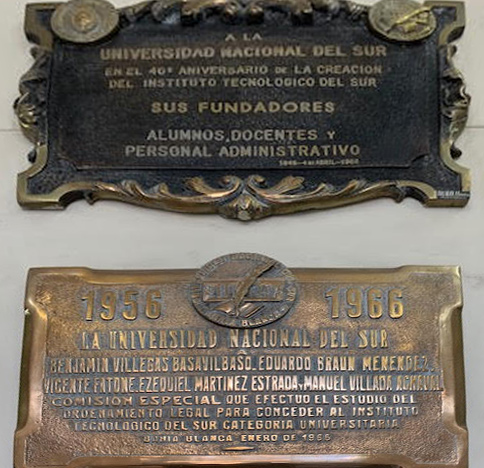 A LA
UNIVERSIDAD NACIONAL DEL SUR
EN EL 40º ANIVERSARIO DE LA CREACION
DEL INSTITUTO TECNOLOGICO DEL SUR
SUS FUNDADORES
ALUMNOS, DOCENTES Y
PERSONAL ADMINISTRATIVO
1956 1966
LA UNIVERSIDAD NACIONAL DEL SUR
A
BENJAMIN VILLEGAS BASAVILBASO, EDUARDO BRAUN MENENDEZ,
VICENTE FATONE, EZEQUIEL MARTINEZ ESTRADA Y MANUEL VILLADA ACHAVAL
COMISION ESPECIAL QUE EFECTUO EL ESTUDIO DEL
ORDENAMIENTO LEGAL PARA CONCEDER AL INSTITUTO
TECNOLOGICO DEL SUR CATEGORIA UNIVERSITARIA
BAHIA BLANCA ENERO DE 1966